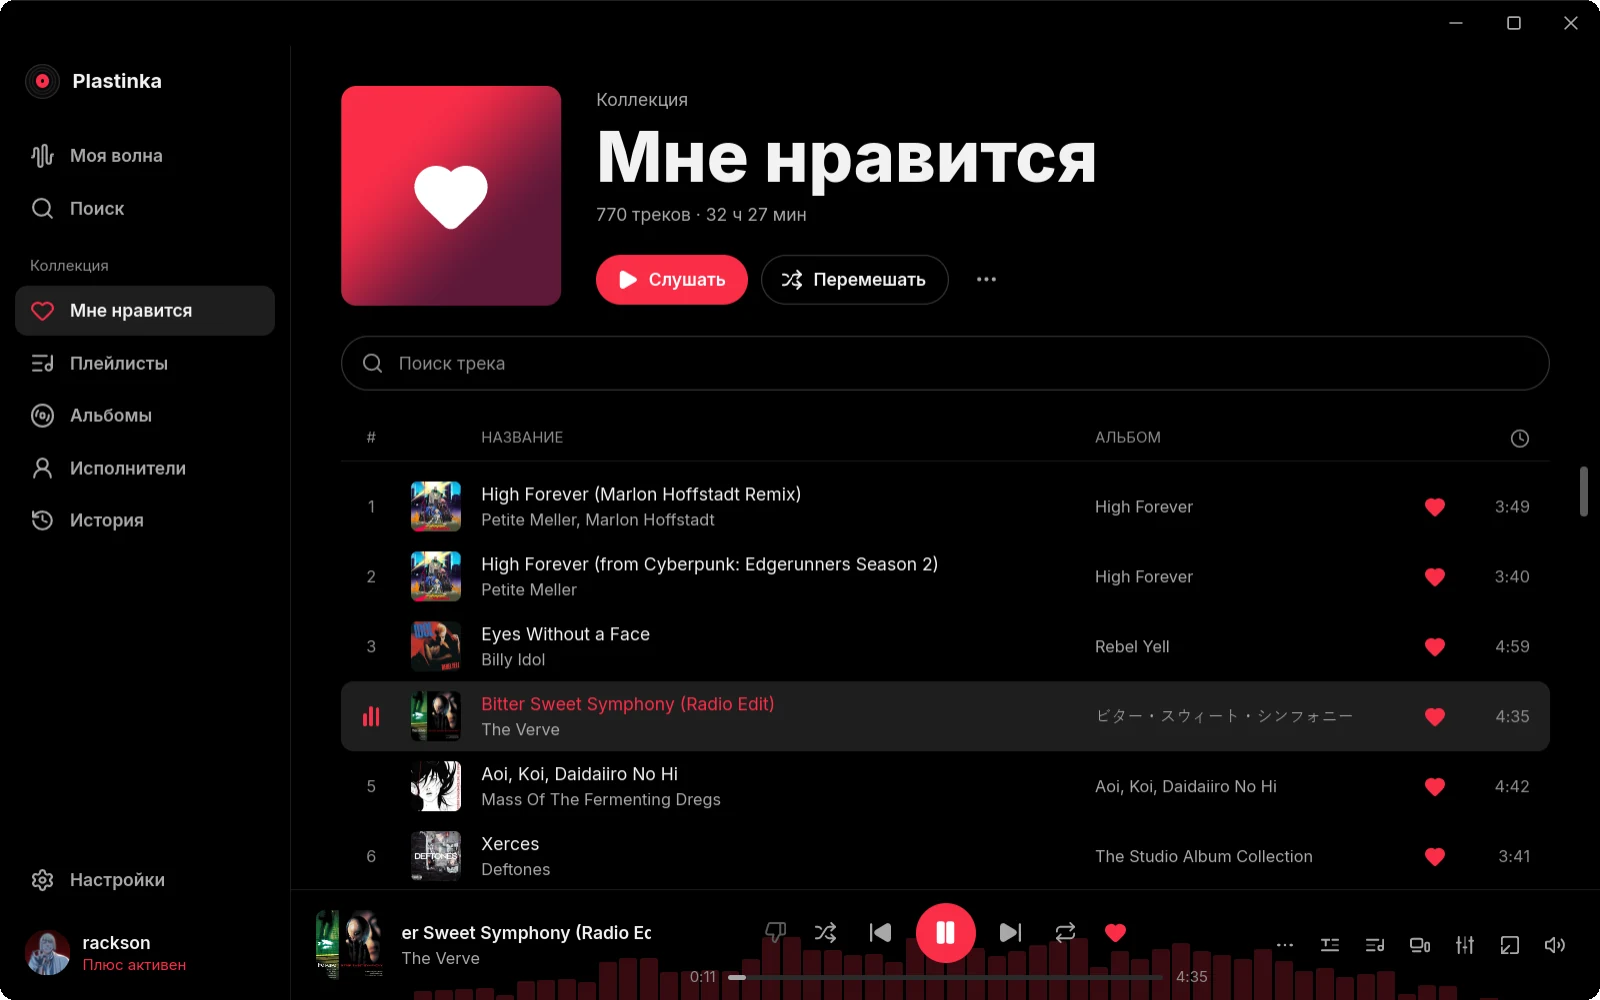 Plastinka
Моя волна
Поиск
Коллекция
Мне нравится
Плейлисты
Альбомы
Исполнители
История
Настройки
rackson
Плюс активен
Коллекция
Мне нравится
770 треков · 32 ч 27 мин
Слушать
Перемешать
Поиск трека
# НАЗВАНИЕ АЛЬБОМ
1 High Forever (Marlon Hoffstadt Remix) High Forever 3:49
Petite Meller, Marlon Hoffstadt
2 High Forever (from Cyberpunk: Edgerunners Season 2) High Forever 3:40
Petite Meller
3 Eyes Without a Face Rebel Yell 4:59
Billy Idol
Bitter Sweet Symphony (Radio Edit) ビター・スウィート・シンフォニー 4:35
The Verve
5 Aoi, Koi, Daidaiiro No Hi Aoi, Koi, Daidaiiro No Hi 4:42
Mass Of The Fermenting Dregs
6 Xerces The Studio Album Collection 3:41
DEFTONES
Deftones
er Sweet Symphony (Radio Ec
The Verve
0:11 4:35